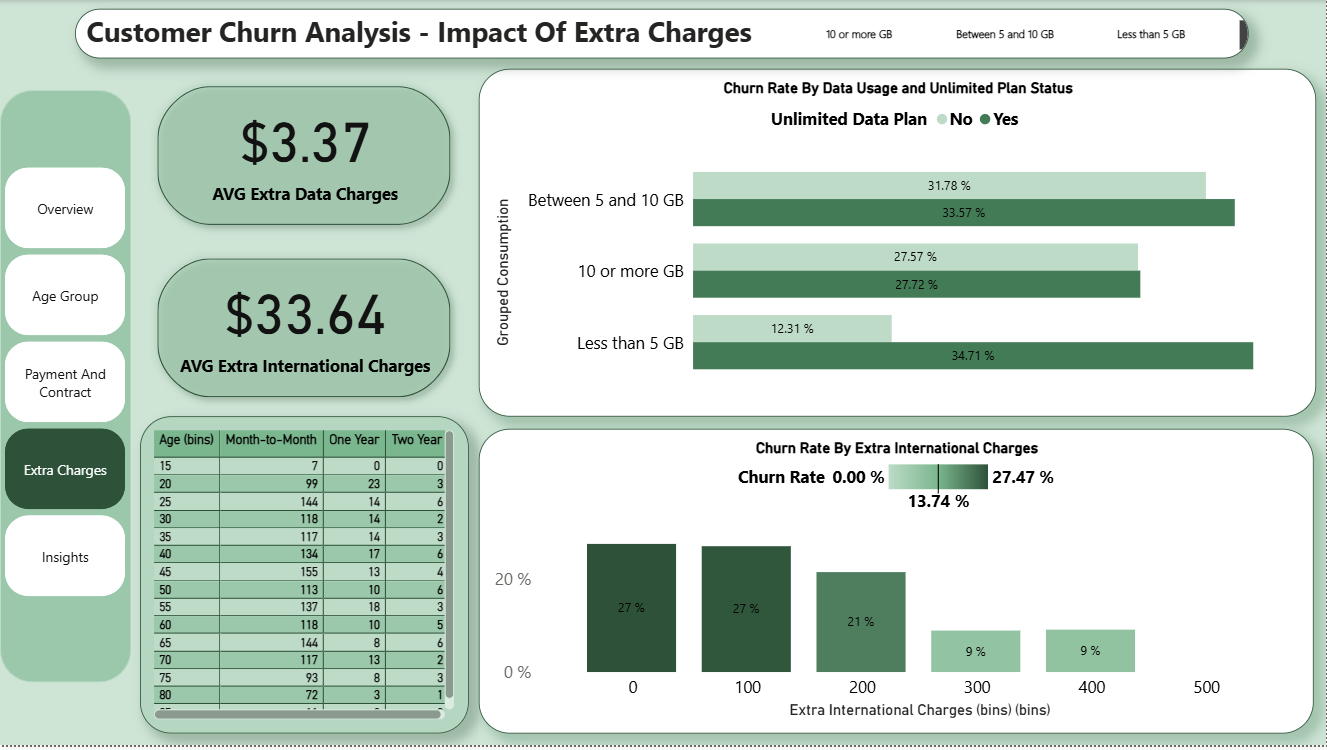 Customer Churn Analysis - Impact Of Extra Charges
10 or more GB Between 5 and 10 GB Less than 5 GB
Overview
Age Group
Payment And
Contract
Extra Charges
Insights
$3.37
AVG Extra Data Charges
$33.64
AVG Extra International Charges
Age (bins) Month-to-Month One Year Two Year
15 7 0 0
20 99 23 3
25 144 14 6
30 118 14 2
35 117 14 3
40 134 17 6
45 155 13 4
50 113 10 6
55 137 18 3
60 118 10 5
65 144 8 6
70 117 13 2
75 93 8 3
80 72 3 1
Churn Rate By Data Usage and Unlimited Plan Status
Unlimited Data Plan No Yes
Grouped Consumption
Between 5 and 10 GB
31.78 %
33.57 %
10 or more GB
27.57 %
27.72 %
Less than 5 GB
12.31 %
34.71 %
Churn Rate By Extra International Charges
Churn Rate 0.00 % 27.47 %
13.74 %
20 %
0 %
27 % 27 % 21 % 9 % 9 %
0 100 200 300 400 500
Extra International Charges (bins) (bins)